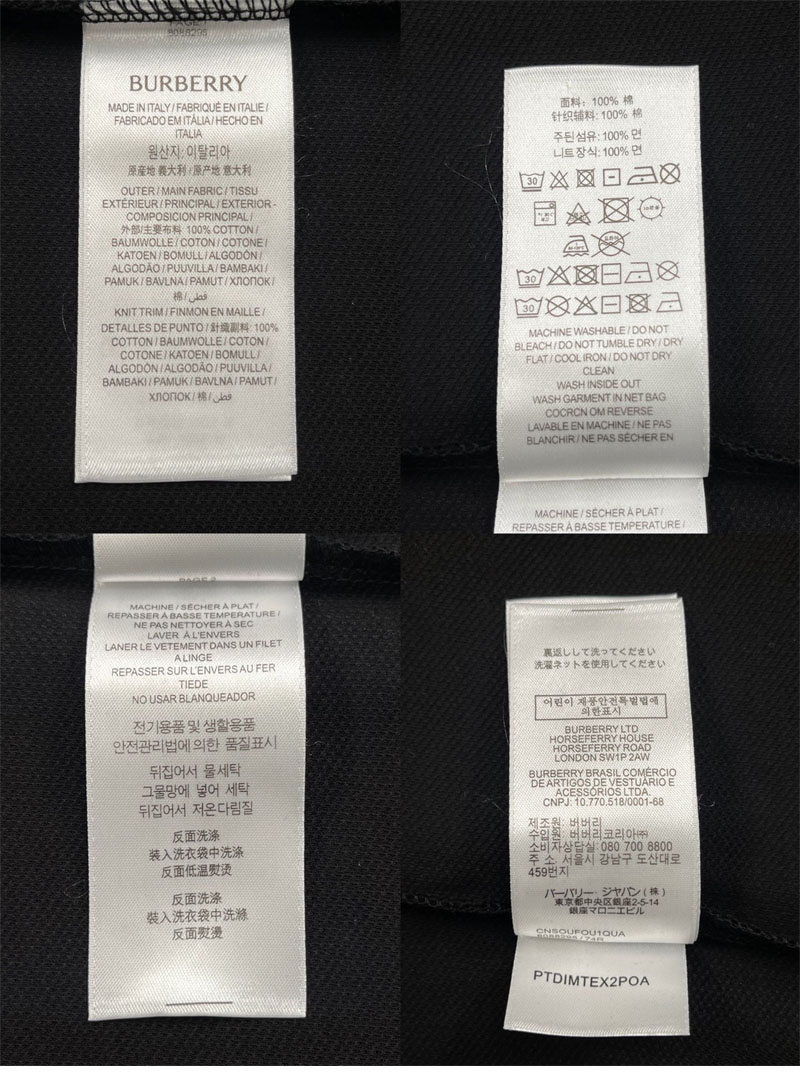 PAGE 1
8088296
BURBERRY
MADE IN ITALY / FABRIQUÉ EN ITALIE /
FABRICADO EM ITÁLIA / HECHO EN
ITALIA
원산지: 이탈리아
原産地 義大利 / 原产地 意大利
OUTER / MAIN FABRIC / TISSU
EXTÉRIEUR / PRINCIPAL / EXTERIOR -
COMPOSICION PRINCIPAL /
外部/主要布料 100% COTTON /
BAUMWOLLE / COTON / COTONE /
KATOEN / BOMULL / ALGODÓN /
ALGODÃO / PUUVILLA / BAMBAKI /
PAMUK / BAVLNA / PAMUT / ХЛОПОК /
棉 / قطن
KNIT TRIM / FINMON EN MAILLE /
DETALLES DE PUNTO / 針織副料: 100%
COTTON / BAUMWOLLE / COTON /
COTONE / KATOEN / BOMULL /
ALGODÓN / ALGODÃO / PUUVILLA /
BAMBAKI / PAMUK / BAVLNA / PAMUT /
ХЛОПОК / 棉 / قطن
面料: 100% 棉
针织辅料: 100% 棉
주된섬유: 100% 면
니트장식: 100% 면
30
30
30
MACHINE WASHABLE / DO NOT
BLEACH / DO NOT TUMBLE DRY / DRY
FLAT / COOL IRON / DO NOT DRY
CLEAN
WASH INSIDE OUT
WASH GARMENT IN NET BAG
COCRCN OM REVERSE
LAVABLE EN MACHINE / NE PAS
BLANCHIR / NE PAS SÉCHER EN
MACHINE / SÉCHER À PLAT /
REPASSER À BASSE TEMPERATURE /
PAGE 2
MACHINE / SÉCHER À PLAT /
REPASSER À BASSE TEMPERATURE /
NE PAS NETTOYER À SEC
LAVER À L'ENVERS
LANER LE VETEMENT DANS UN FILET
A LINGE
REPASSER SUR L'ENVERS AU FER
TIEDE
NO USAR BLANQUEADOR
전기용품 및 생활용품
안전관리법에 의한 품질표시
뒤집어서 물세탁
그물망에 넣어 세탁
뒤집어서 저온다림질
反面洗涤
装入洗衣袋中洗涤
反面低温熨烫
反面洗涤
裝入洗衣袋中洗滌
反面熨燙
裏返しして洗ってください
洗濯ネットを使用してください
어린이 제품안전특별법에
의한표시
BURBERRY LTD
HORSEFERRY HOUSE
HORSEFERRY ROAD
LONDON SW1P 2AW
BURBERRY BRASIL COMÉRCIO
DE ARTIGOS DE VESTUÁRIO E
ACESSÓRIOS LTDA.
CNPJ: 10.770.518/0001-68
제조원: 버버리
수입원: 버버리코리아㈜
소비자상담실: 080 700 8800
주 소: 서울시 강남구 도산대로
459번지
バーバリー・ジャパン(株)
東京都中央区銀座2-5-14
銀座マロニエビル
CNSOUFOU1QUA
8088296 / 74R
PTDIMTEX2POA